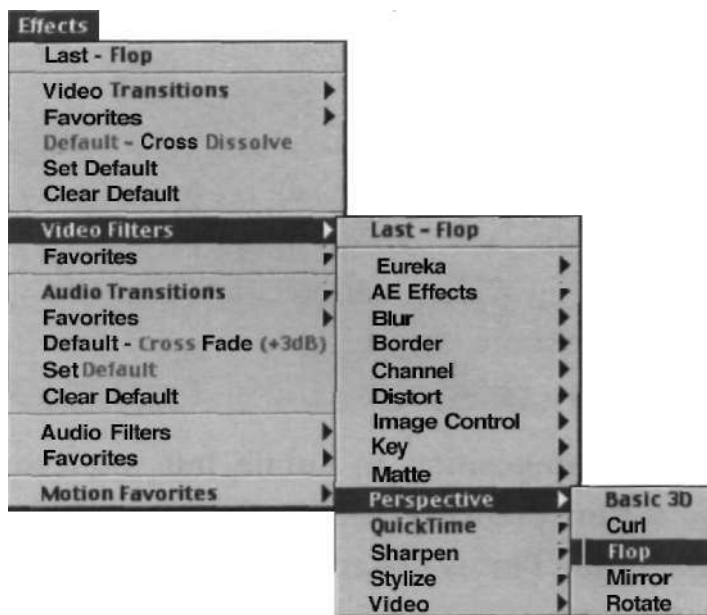 Effects
Last - Flop
Video Transitions
Favorites
Default - Cross Dissolve
Set Default
Clear Default
Video Filters
Favorites
Audio Transitions
Favorites
Default - Cross Fade (+3dB)
Set Default
Clear Default
Audio Filters
Favorites
Motion Favorites
Last - Flop
Eureka
AE Effects
Blur
Border
Channel
Distort
Image Control
Key
Matte
Perspective
QuickTime
Sharpen
Stylize
Video
Basic 3D
Curl
Flop
Mirror
Rotate